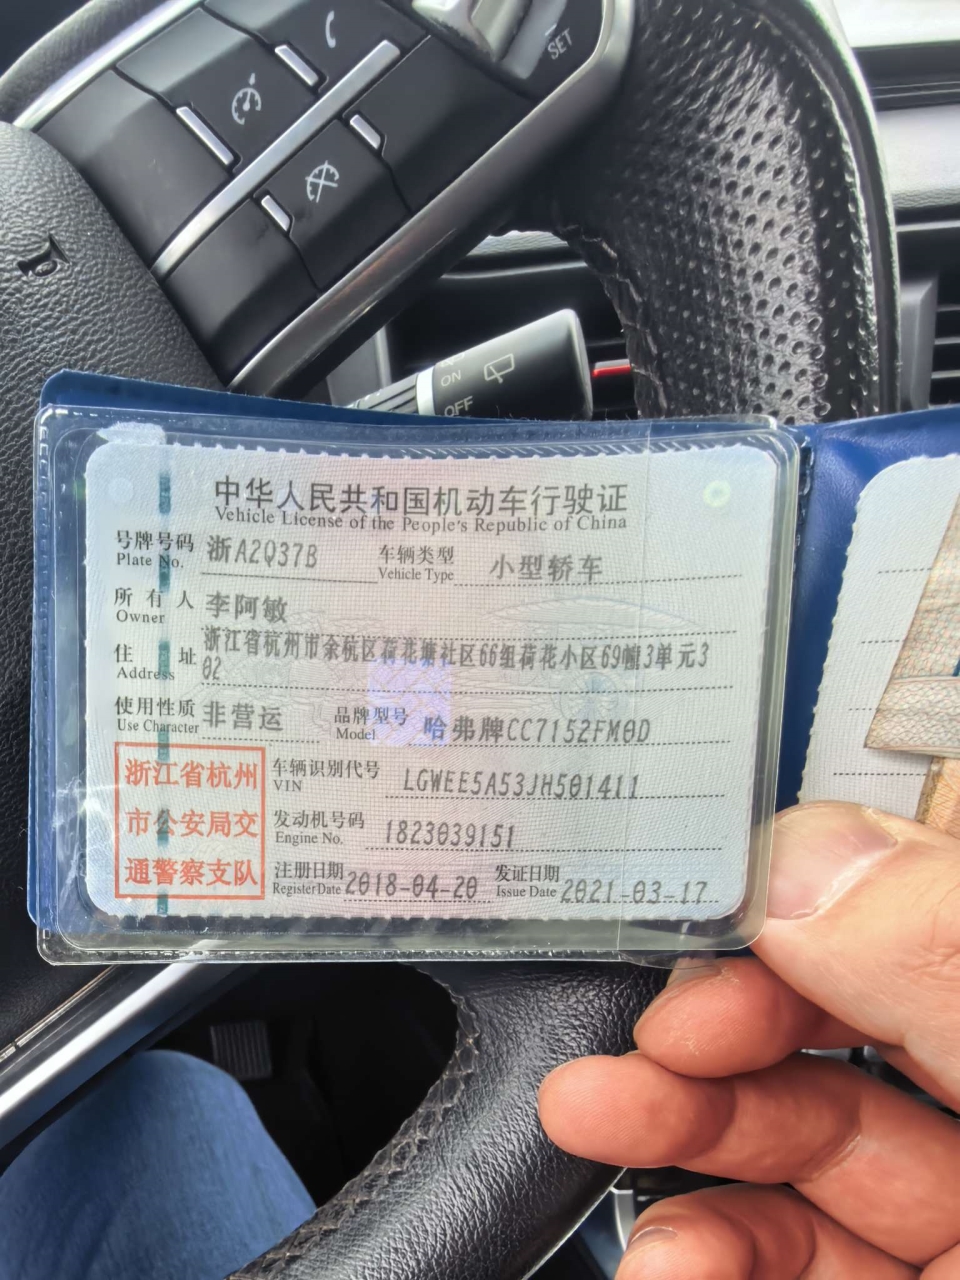 SET
ON
OFF
中华人民共和国机动车行驶证
Vehicle License of the People's Republic of China
号牌号码 浙A2Q37B 车辆类型 小型轿车
Plate No. Vehicle Type
所有人 李阿敏
Owner
住址 浙江省杭州市余杭区荷花塘社区66组荷花小区69幢3单元3
Address 02
使用性质 非营运 品牌型号 哈弗牌CC7152FM0D
Use Character Model
浙江省杭州
市公安局交
通警察支队
车辆识别代号 LGWEE5A53JH501411
VIN
发动机号码 1823039151
Engine No.
注册日期 2018-04-20 发证日期 2021-03-17
Register Date Issue Date